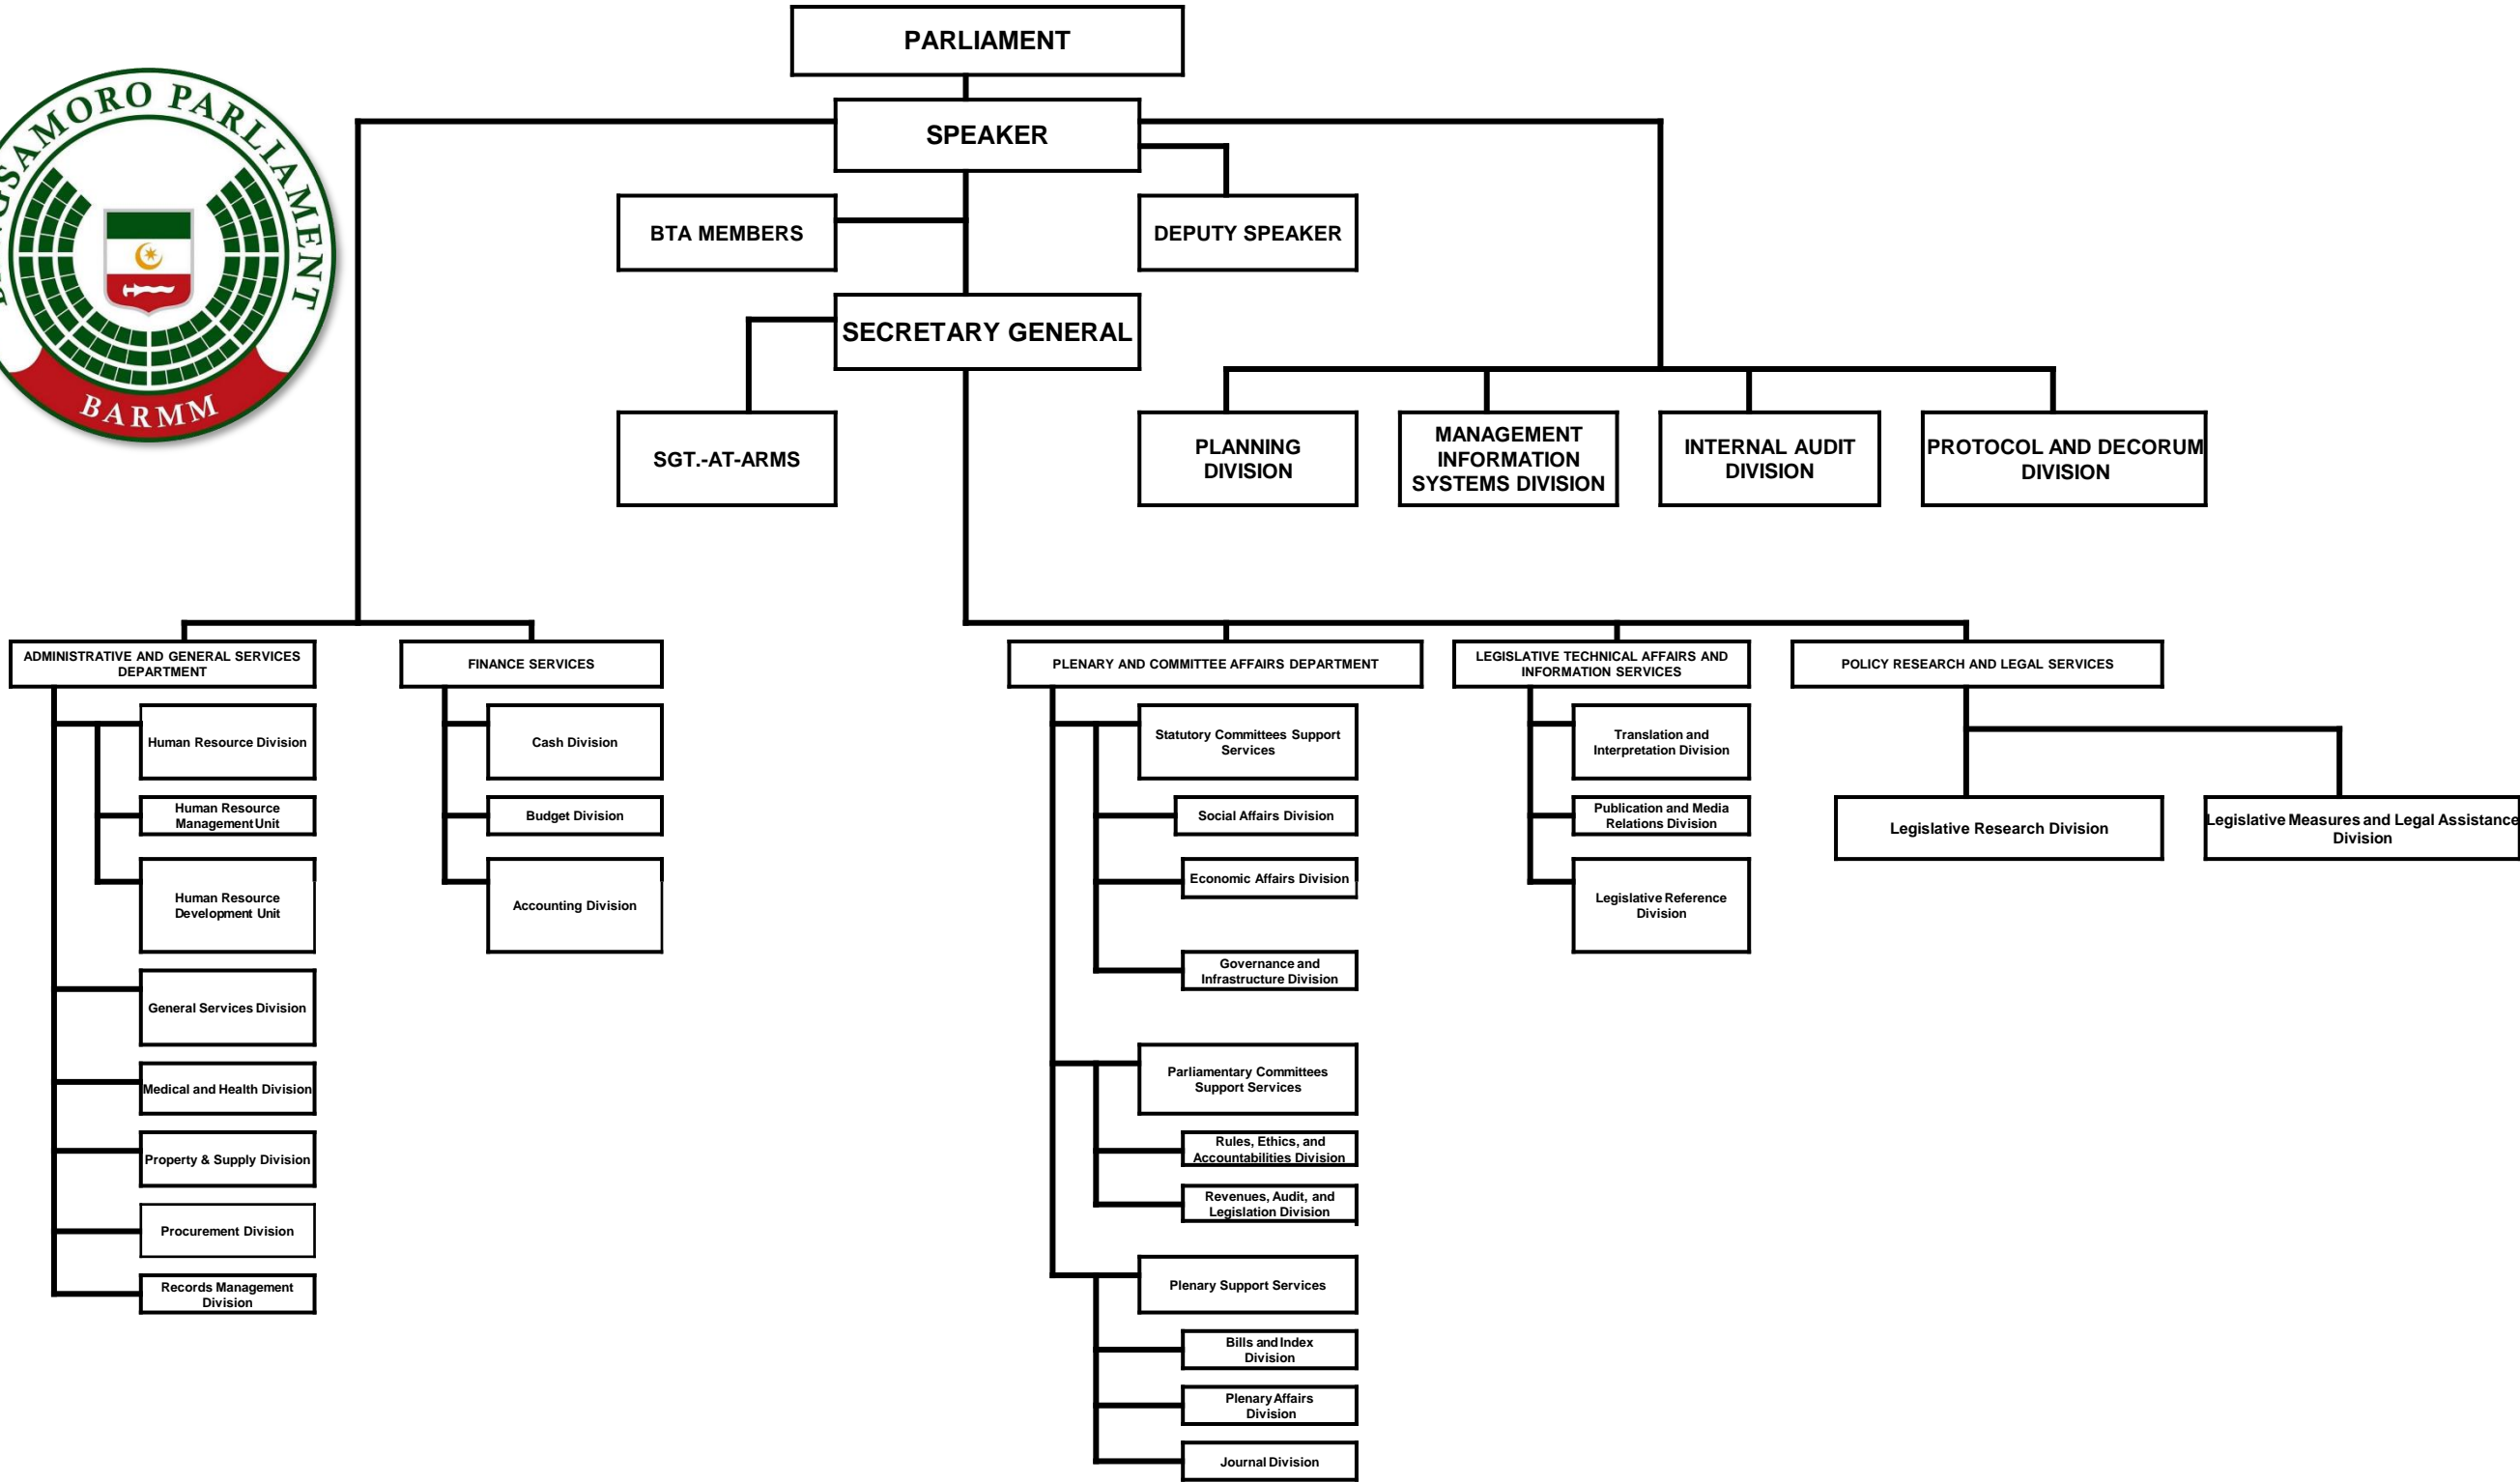 PARLIAMENT
SPEAKER
BTA MEMBERS
DEPUTY SPEAKER
SECRETARY GENERAL
SGT.-AT-ARMS
PLANNING
DIVISION
MANAGEMENT
INFORMATION
SYSTEMS DIVISION
INTERNAL AUDIT
DIVISION
PROTOCOL AND DECORUM
DIVISION
PARLIAMENT
BARMM
ADMINISTRATIVE AND GENERAL SERVICES
DEPARTMENT
Human Resource Division
Human Resource
Management Unit
Human Resource
Development Unit
General Services Division
Medical and Health Division
Property & Supply Division
Procurement Division
Records Management
Division
FINANCE SERVICES
Cash Division
Budget Division
Accounting Division
PLENARY AND COMMITTEE AFFAIRS DEPARTMENT
Statutory Committees Support
Services
Social Affairs Division
Economic Affairs Division
Governance and
Infrastructure Division
Parliamentary Committees
Support Services
Rules, Ethics, and
Accountabilities Division
Revenues, Audit, and
Legislation Division
Plenary Support Services
Bills and Index
Division
Plenary Affairs
Division
Journal Division
LEGISLATIVE TECHNICAL AFFAIRS AND
INFORMATION SERVICES
Translation and
Interpretation Division
Publication and Media
Relations Division
Legislative Reference
Division
POLICY RESEARCH AND LEGAL SERVICES
Legislative Research Division
Legislative Measures and Legal Assistance
Division